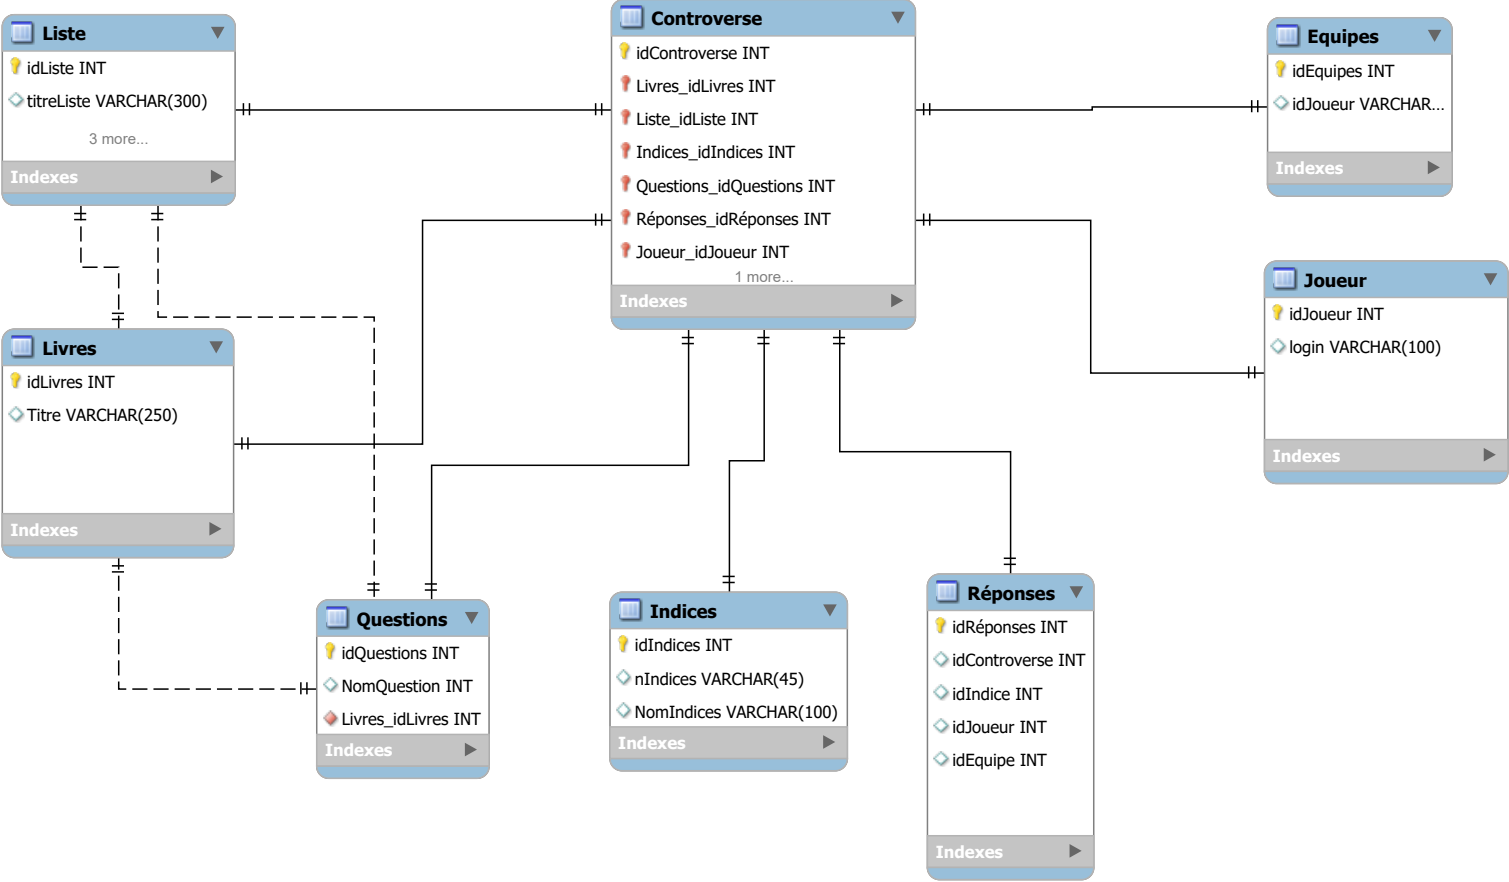 Liste
idListe INT
titreListe VARCHAR(300)
3 more...
Indexes
Controverse
idControverse INT
Livres_idLivres INT
Liste_idListe INT
Indices_idIndices INT
Questions_idQuestions INT
Réponses_idRéponses INT
Joueur_idJoueur INT
1 more...
Indexes
Equipes
idEquipes INT
idJoueur VARCHAR...
Indexes
Joueur
idJoueur INT
login VARCHAR(100)
Indexes
Livres
idLivres INT
Titre VARCHAR(250)
Indexes
Questions
idQuestions INT
NomQuestion INT
Livres_idLivres INT
Indexes
Indices
idIndices INT
nIndices VARCHAR(45)
NomIndices VARCHAR(100)
Indexes
Réponses
idRéponses INT
idControverse INT
idIndice INT
idJoueur INT
idEquipe INT
Indexes